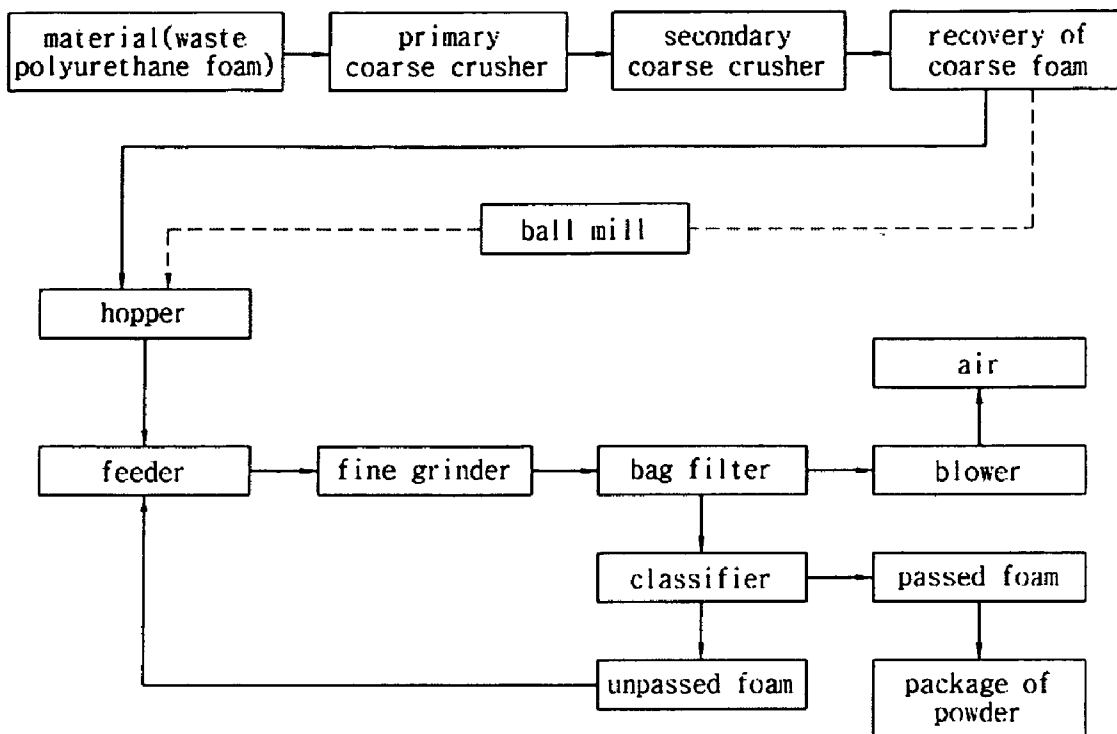 material(waste
polyurethane foam)
primary
coarse crusher
secondary
coarse crusher
recovery of
coarse foam
ball mill
hopper
air
feeder
fine grinder
bag filter
blower
classifier
passed foam
unpassed foam
package of
powder